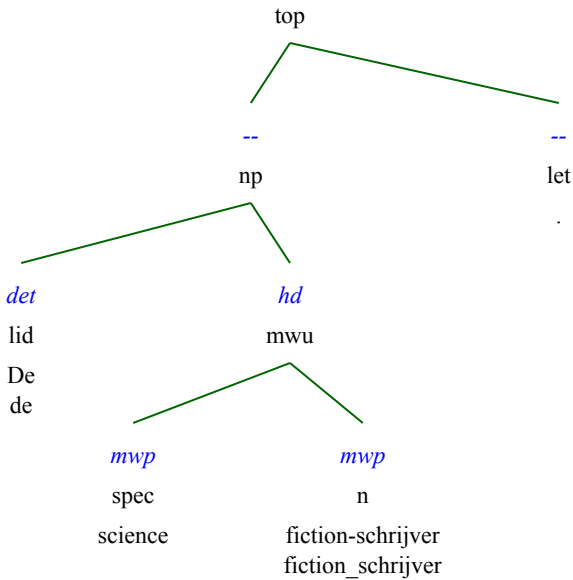 top
-- --
np let
.
det hd
lid mwu
De
de
mwp mwp
spec n
science fiction-schrijver
fiction_schrijver